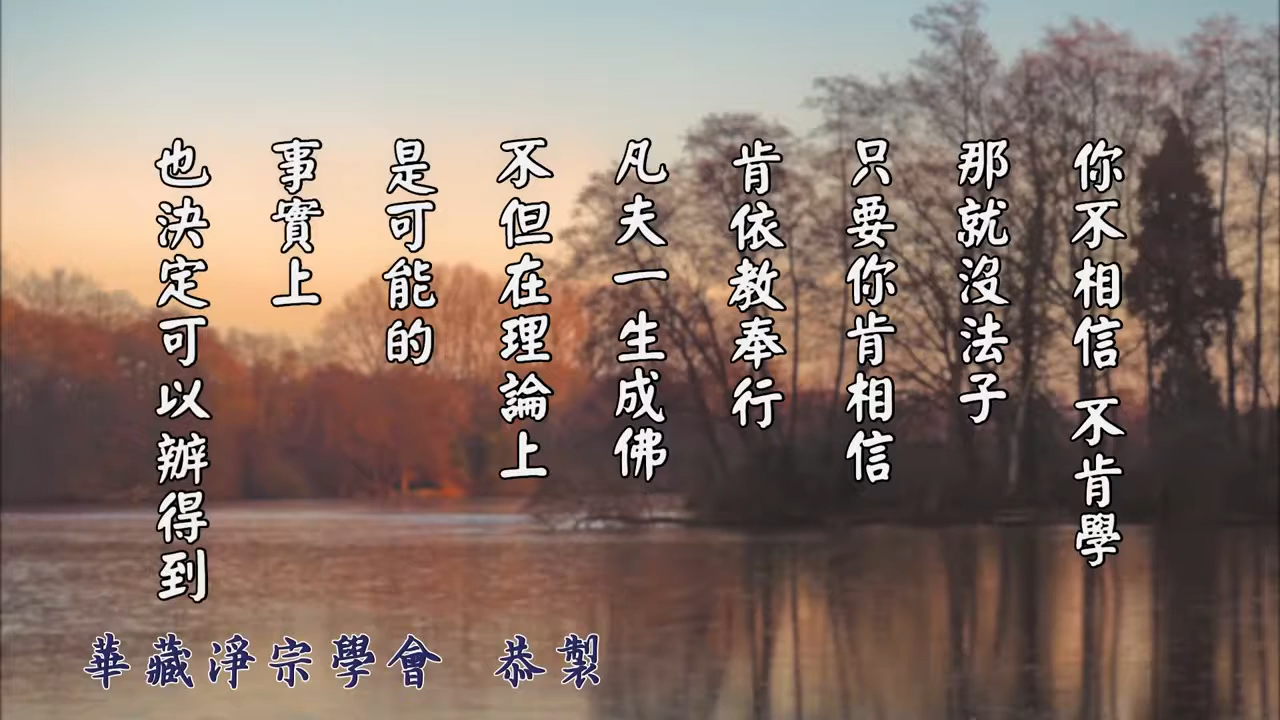 你不相信 不肯學
那就沒法子
只要你肯相信
肯依教奉行
凡夫一生成佛
不但在理論上
是可能的
事實上
也決定可以辦得到
華藏淨宗學會 恭製